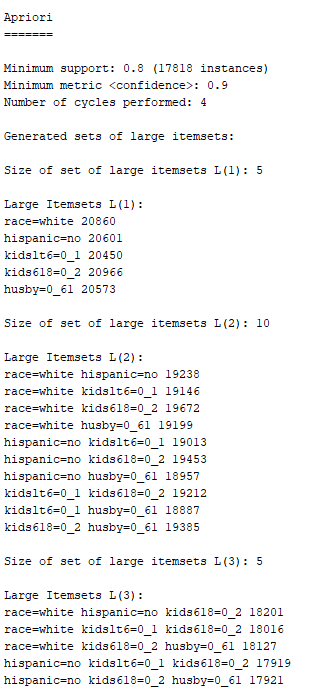 Apriori
=======
Minimum support: 0.8 (17818 instances)
Minimum metric <confidence>: 0.9
Number of cycles performed: 4
Generated sets of large itemsets:
Size of set of large itemsets L(1): 5
Large Itemsets L(1):
race=white 20860
hispanic=no 20601
kidslt6=0_1 20450
kids618=0_2 20966
husby=0_61 20573
Size of set of large itemsets L(2): 10
Large Itemsets L(2):
race=white hispanic=no 19238
race=white kidslt6=0_1 19146
race=white kids618=0_2 19672
race=white husby=0_61 19199
hispanic=no kidslt6=0_1 19013
hispanic=no kids618=0_2 19453
hispanic=no husby=0_61 18957
kidslt6=0_1 kids618=0_2 19212
kidslt6=0_1 husby=0_61 18887
kids618=0_2 husby=0_61 19385
Size of set of large itemsets L(3): 5
Large Itemsets L(3):
race=white hispanic=no kids618=0_2 18201
race=white kidslt6=0_1 kids618=0_2 18016
race=white kids618=0_2 husby=0_61 18127
hispanic=no kidslt6=0_1 kids618=0_2 17919
hispanic=no kids618=0_2 husby=0_61 17921